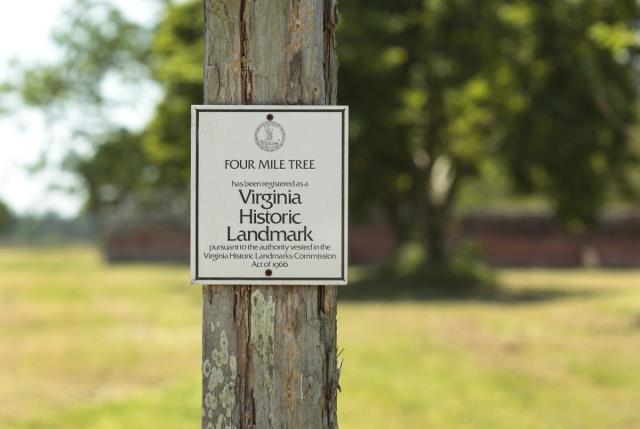 FOUR MILE TREE
has been registered as a
Virginia
Historic
Landmark
pursuant to the authority vested in the
Virginia Historic Landmarks Commission
Act of 1966